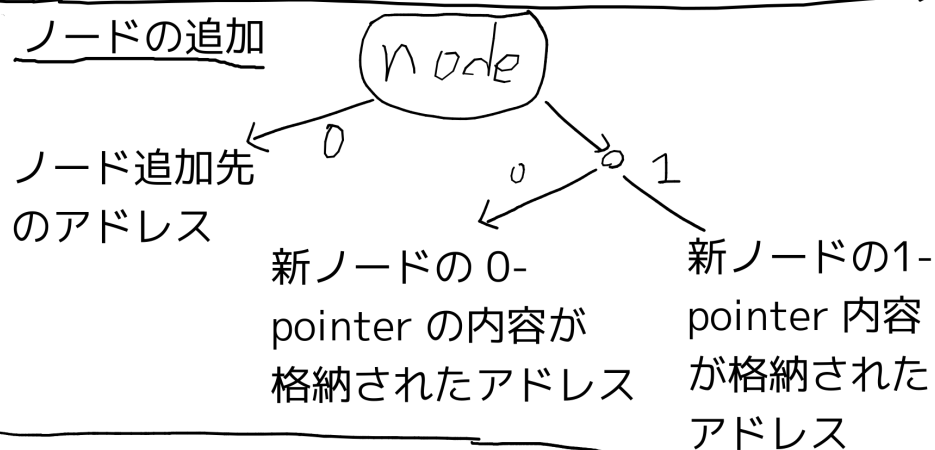 ノードの追加
node
0
ノード追加先
のアドレス
0
1
新ノードの 0-
pointer の内容が
格納されたアドレス
新ノードの1-
pointer 内容
が格納された
アドレス